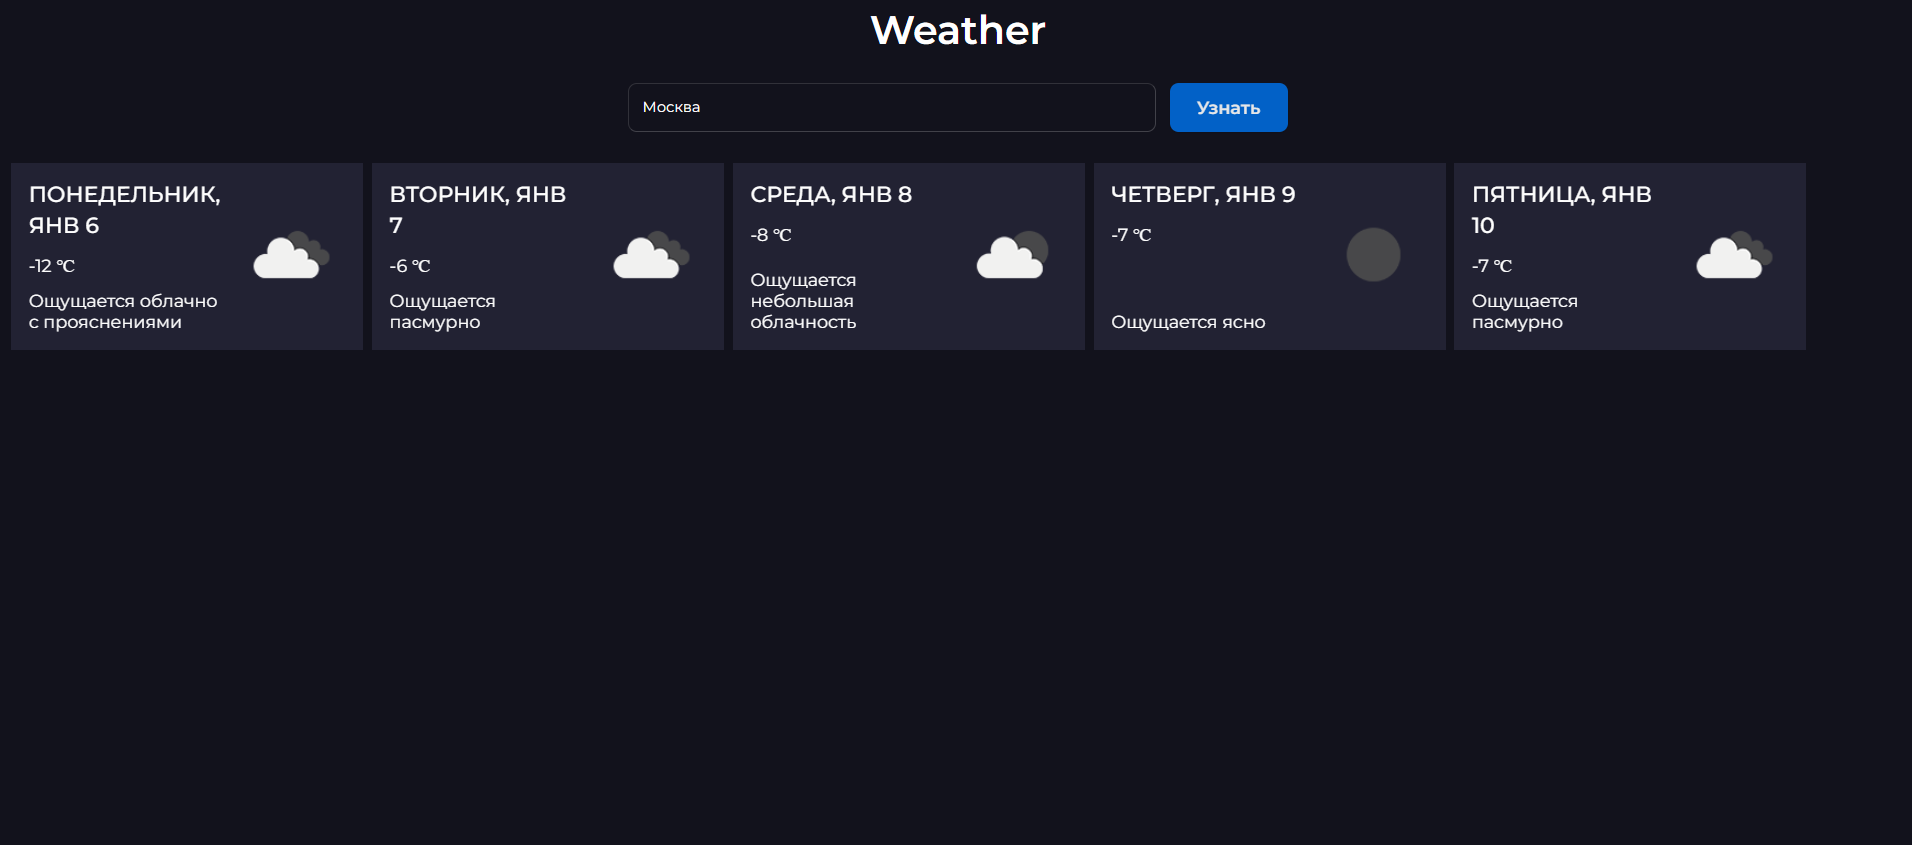 Weather
Москва
Узнать
ПОНЕДЕЛЬНИК,
ЯНВ 6
-12 ℃
Ощущается облачно
с прояснениями
ВТОРНИК, ЯНВ
7
-6 ℃
Ощущается
пасмурно
СРЕДА, ЯНВ 8
-8 ℃
Ощущается
небольшая
облачность
ЧЕТВЕРГ, ЯНВ 9
-7 ℃
Ощущается ясно
ПЯТНИЦА, ЯНВ
10
-7 ℃
Ощущается
пасмурно